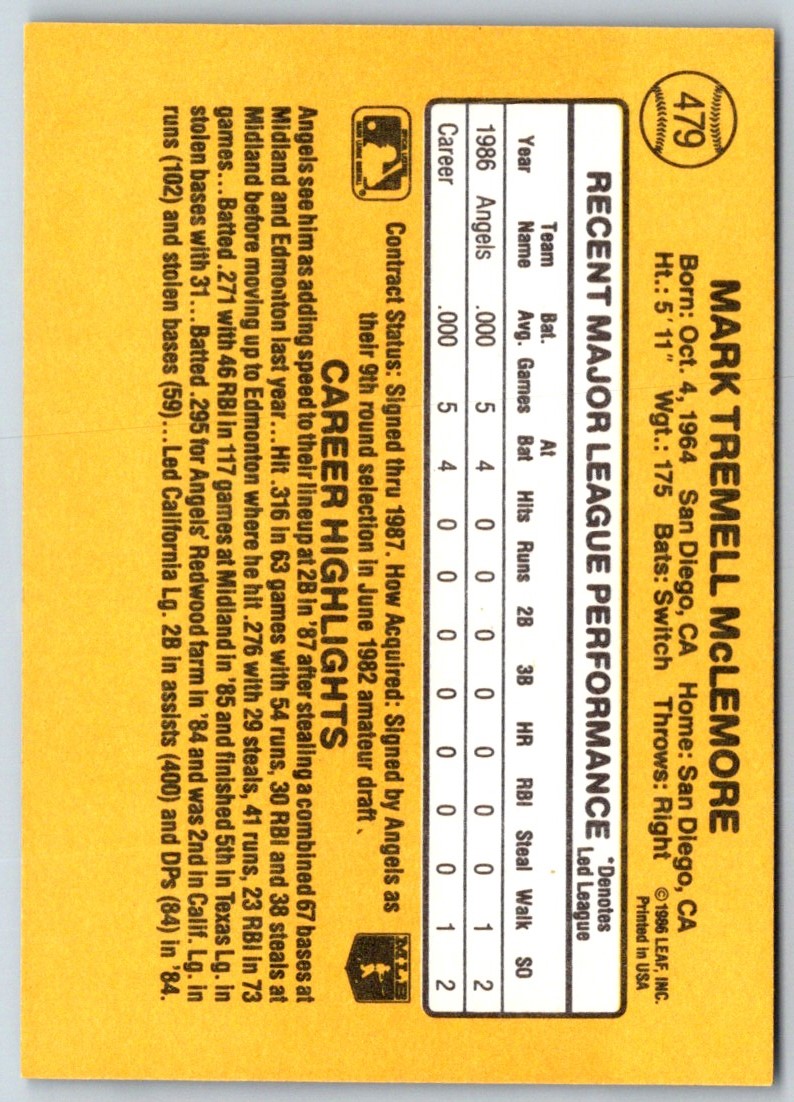 479
MARK TREMELL McLEMORE
Born: Oct. 4, 1964 San Diego, CA Home: San Diego, CA
Ht.: 5'11" Wgt.: 175 Bats: Switch Throws: Right
©1986 LEAF, INC.
Printed in USA
RECENT MAJOR LEAGUE PERFORMANCE
*Denotes
Led League
Team Bat. At
Year Name Avg. Games Bat Hits Runs 2B 3B HR RBI Steal Walk SO
1986 Angels .000 5 4 0 0 0 0 0 0 0 1 2
Career .000 5 4 0 0 0 0 0 0 0 1 2
Contract Status: Signed thru 1987. How Acquired: Signed by Angels as
their 9th round selection in June 1982 amateur draft
MLB
CAREER HIGHLIGHTS
Angels see him as adding speed to their lineup at 2B in '87 after stealing a combined 67 bases at
Midland and Edmonton last year...Hit .316 in 63 games with 54 runs, 30 RBI and 38 steals at
Midland before moving up to Edmonton where he hit .276 with 29 steals, 41 runs, 23 RBI in 73
games...Batted .271 with 46 RBI in 117 games at Midland in '85 and finished 5th in Texas Lg. in
stolen bases with 31...Batted .295 for Angels' Redwood farm in '84 and was 2nd in Calif. Lg. in
runs (102) and stolen bases (59)...Led California Lg. 2B in assists (400) and DPs (84) in '84.